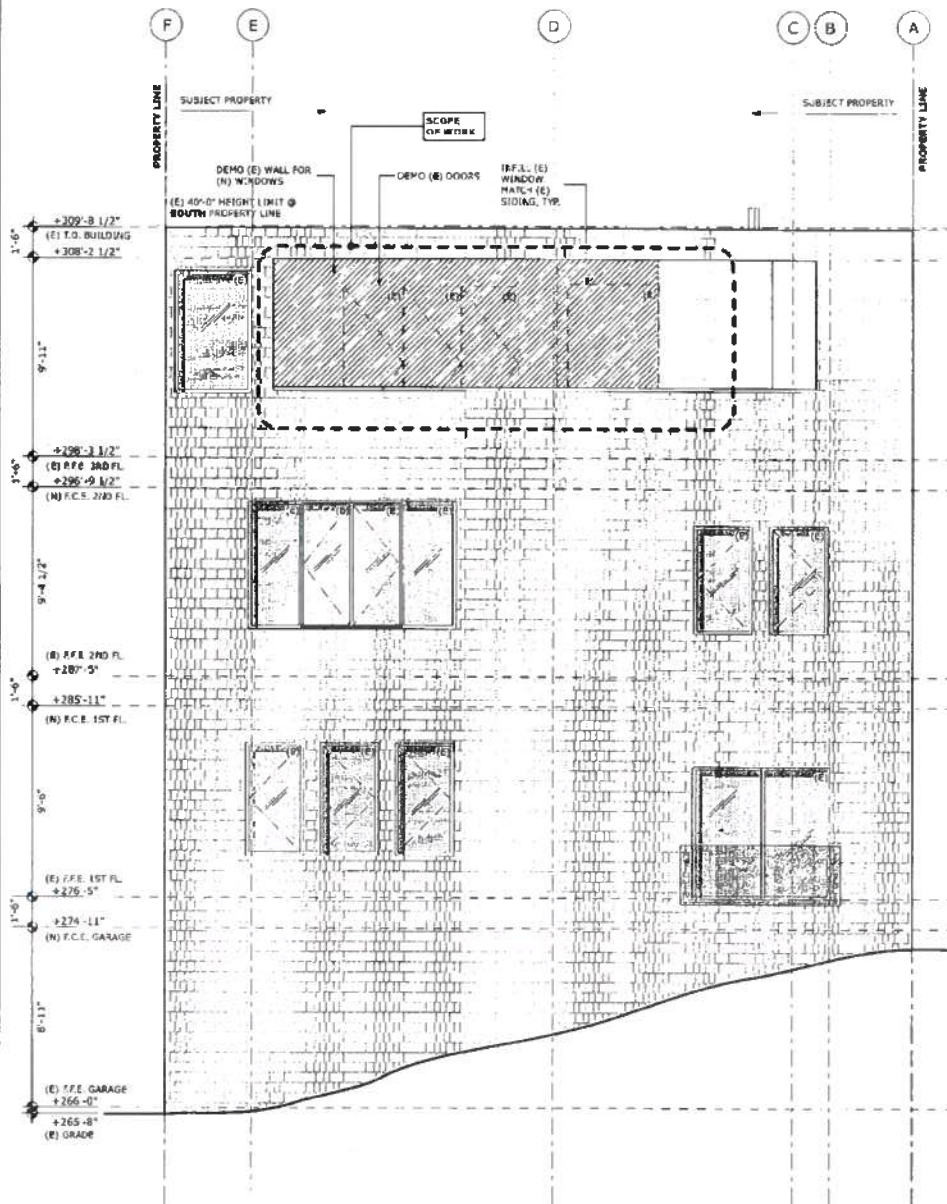 F
E
D
C
B
A
PROPERTY LINE
SUBJECT PROPERTY
SUBJECT PROPERTY
PROPERTY LINE
SCOPE
OF WORK
DEMO (E) WALL FOR
(N) WINDOWS
DEMO (E) DOORS
INFILL (E)
WINDOW
MATCH (E)
SIDING, TYP.
(E) 40'-0" HEIGHT LIMIT @
SOUTH PROPERTY LINE
+309'-8 1/2"
(E) T.O. BUILDING
+308'-2 1/2"
1'-6"
(E)
(E)
(E)
(E)
(E)
9'-11"
+298'-3 1/2"
(E) F.F.E. 3RD FL.
1'-6"
+296'-9 1/2"
(N) F.C.E. 2ND FL.
(E)
(E)
(E)
(E)
(E)
(E)
9'-4 1/2"
(E) F.F.E. 2ND FL.
+287'-5"
1'-6"
+285'-11"
(N) F.C.E. 1ST FL.
(E)
(E)
(E)
(E)
9'-6"
(E) F.F.E. 1ST FL.
+276'-5"
1'-6"
+274'-11"
(N) F.C.E. GARAGE
8'-11"
(E) F.F.E. GARAGE
+266'-0"
+265'-8"
(E) GRADE